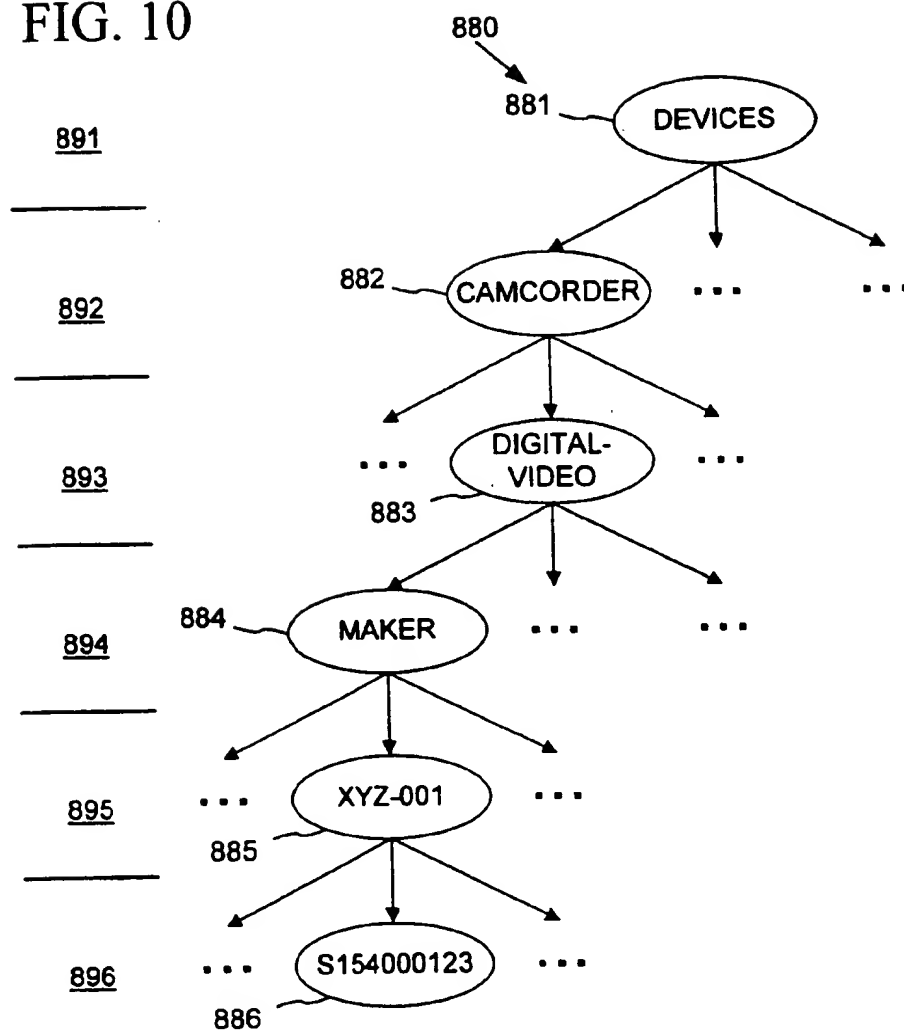 FIG. 10
880
881
DEVICES
891
882
CAMCORDER
...
...
892
...
DIGITAL-
VIDEO
...
893
883
884
MAKER
...
...
894
...
XYZ-001
...
895
885
...
S154000123
...
896
886